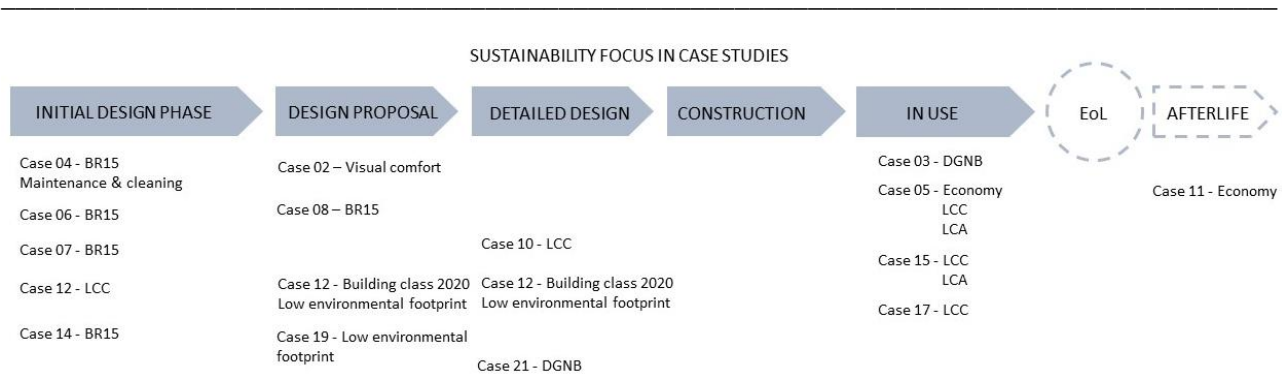 SUSTAINABILITY FOCUS IN CASE STUDIES
INITIAL DESIGN PHASE
DESIGN PROPOSAL
DETAILED DESIGN
CONSTRUCTION
IN USE
EoL
AFTERLIFE
Case 04 - BR15
Maintenance & cleaning
Case 06 - BR15
Case 07 - BR15
Case 12 - LCC
Case 14 - BR15
Case 02 – Visual comfort
Case 08 – BR15
Case 12 - Building class 2020
Low environmental footprint
Case 19 - Low environmental
footprint
Case 10 - LCC
Case 12 - Building class 2020
Low environmental footprint
Case 21 - DGNB
Case 03 - DGNB
Case 05 - Economy
LCC
LCA
Case 15 - LCC
LCA
Case 17 - LCC
Case 11 - Economy